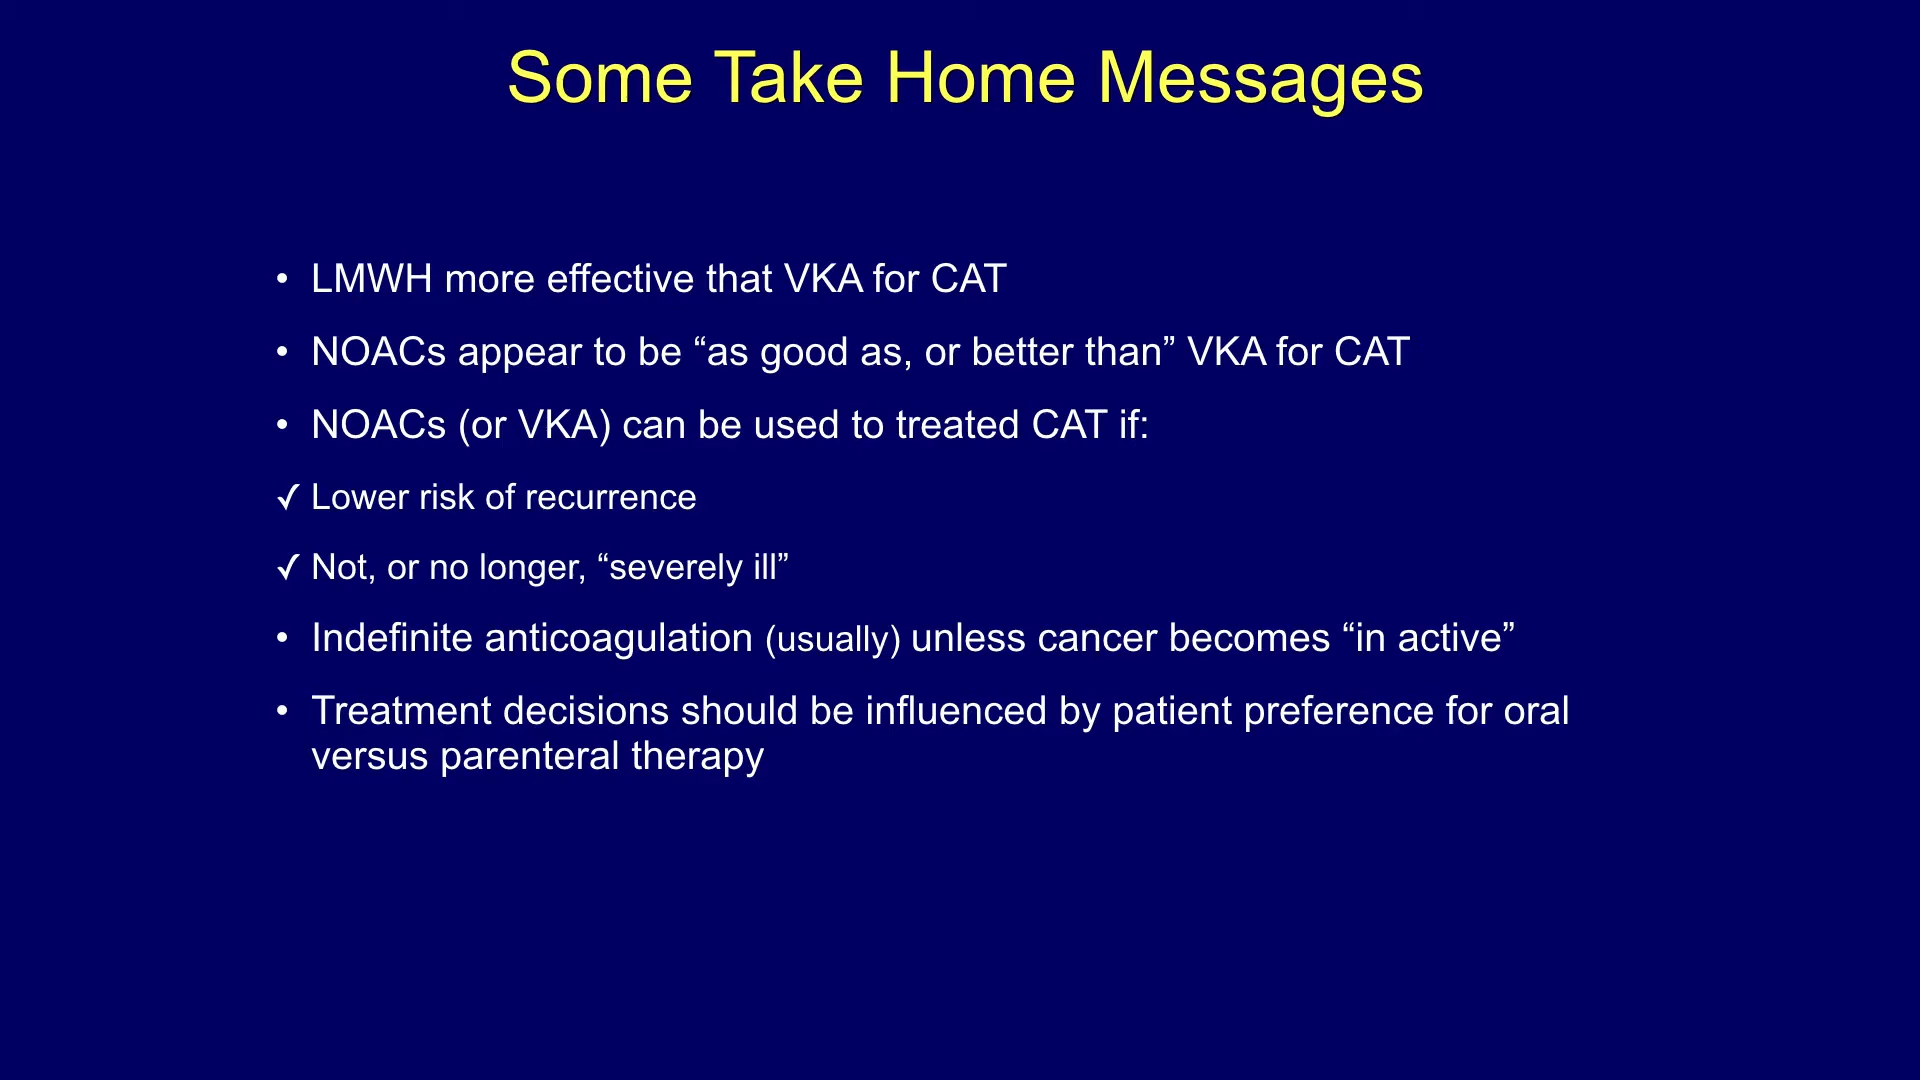 Some Take Home Messages
• LMWH more effective that VKA for CAT
• NOACs appear to be “as good as, or better than” VKA for CAT
• NOACs (or VKA) can be used to treated CAT if:
✓ Lower risk of recurrence
✓ Not, or no longer, “severely ill”
• Indefinite anticoagulation (usually) unless cancer becomes “in active”
• Treatment decisions should be influenced by patient preference for oral
versus parenteral therapy